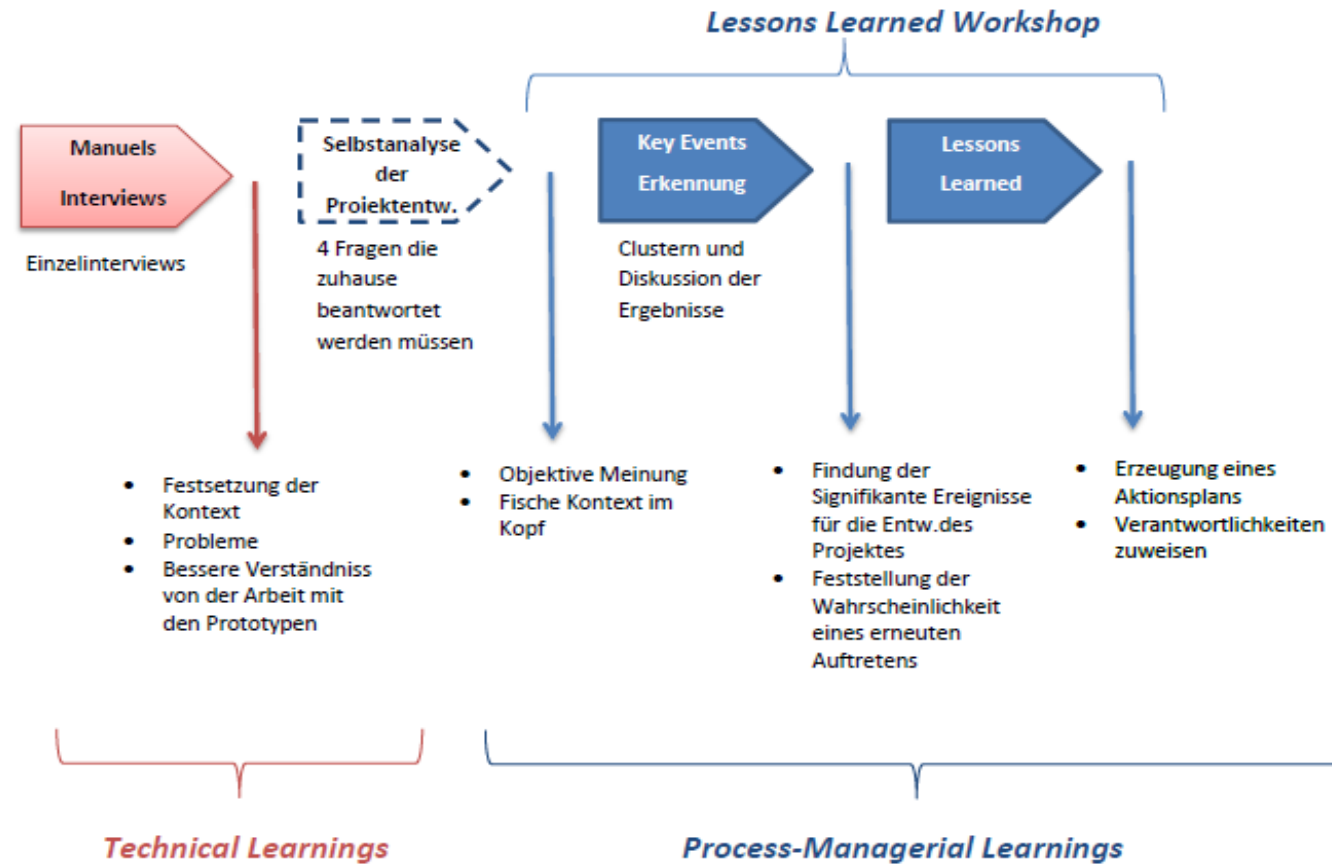 Lessons Learned Workshop
Manuels
Interviews
Einzelinterviews
Selbstanalyse
der
Proiektentw.
4 Fragen die
zuhause
beantwortet
werden müssen
Key Events
Erkennung
Clustern und
Diskussion der
Ergebnisse
Lessons
Learned
• Festsetzung der
Kontext
• Probleme
• Bessere Verständniss
von der Arbeit mit
den Prototypen
• Objektive Meinung
• Fische Kontext im
Kopf
• Findung der
Signifikante Ereignisse
für die Entw.des
Projektes
• Feststellung der
Wahrscheinlichkeit
eines erneuten
Auftretens
• Erzeugung eines
Aktionsplans
• Verantwortlichkeiten
zuweisen
Technical Learnings
Process-Managerial Learnings